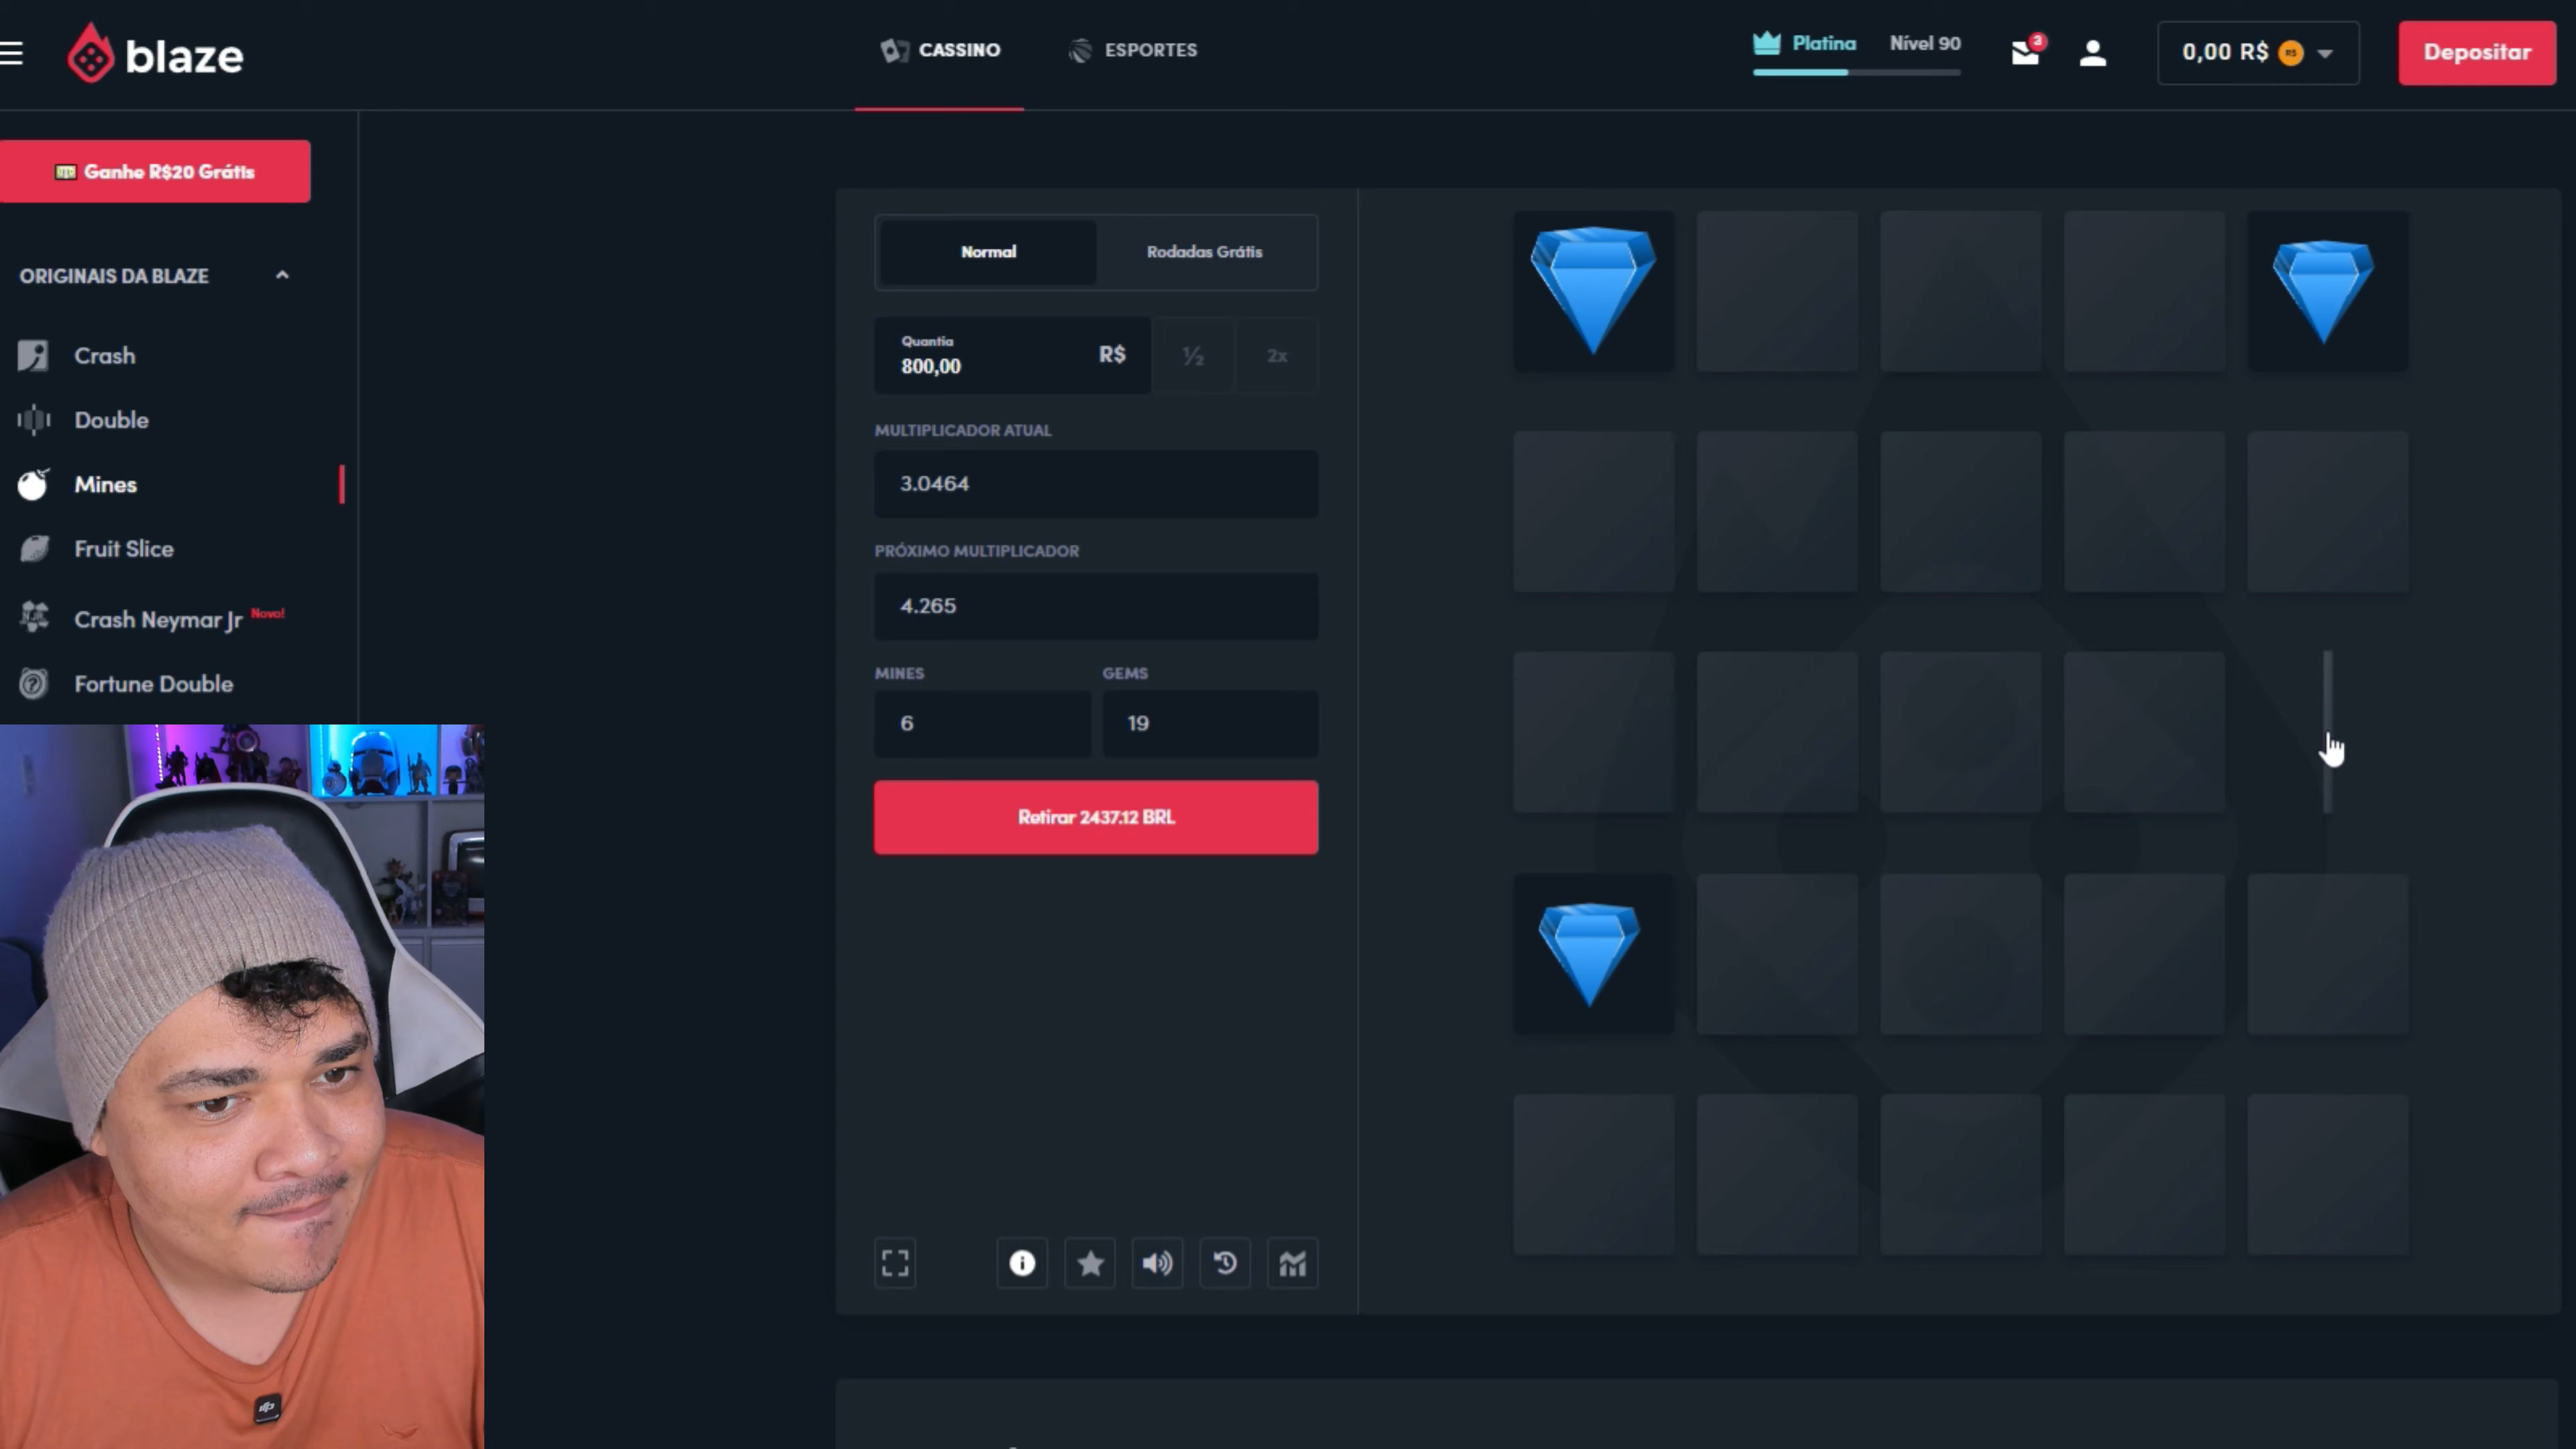 blaze
CASSINO
ESPORTES
Platina
Nível 90
3
0,00 R$
R$
Depositar
Ganhe R$20 Grátis
ORIGINAIS DA BLAZE
Crash
Double
Mines
Fruit Slice
Crash Neymar Jr Novo!
Fortune Double
Normal
Rodadas Grátis
Quantia
800,00
R$
½
2x
MULTIPLICADOR ATUAL
3.0464
PRÓXIMO MULTIPLICADOR
4.265
MINES
GEMS
6
19
Retirar 2437.12 BRL